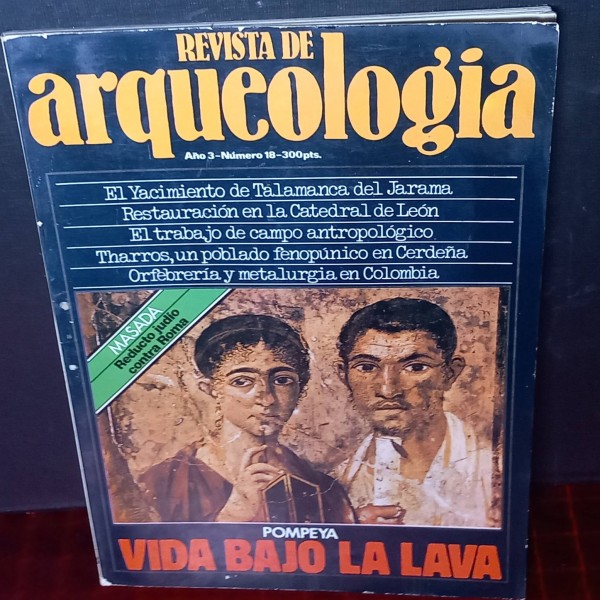 REVISTA DE
arqueologia
Año 3-Número 18-300pts.
El Yacimiento de Talamanca del Jarama
Restauración en la Catedral de León
El trabajo de campo antropológico
Tharros, un poblado fenopúnico en Cerdeña
Orfebrería y metalurgia en Colombia
MASADA
Reducto judío
contra Roma
POMPEYA
VIDA BAJO LA LAVA